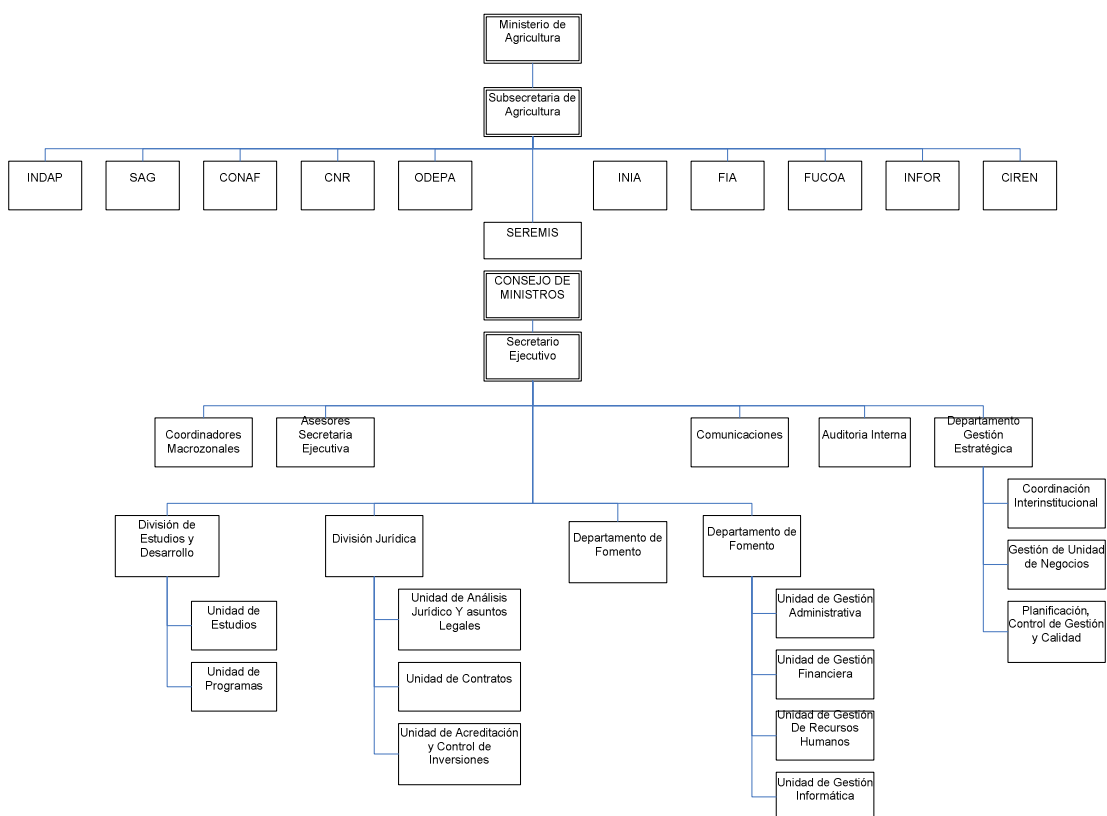 Ministerio de
Agricultura
Subsecretaria de
Agricultura
INDAP
SAG
CONAF
CNR
ODEPA
INIA
FIA
FUCOA
INFOR
CIREN
SEREMIS
CONSEJO DE
MINISTROS
Secretario
Ejecutivo
Coordinadores
Macrozonales
Asesores
Secretaria
Ejecutiva
Comunicaciones
Auditoria Interna
Departamento
Gestión
Estratégica
Coordinación
Interinstitucional
Gestión de Unidad
de Negocios
Planificación,
Control de Gestión
y Calidad
División de
Estudios y
Desarrollo
Unidad de
Estudios
Unidad de
Programas
División Jurídica
Unidad de Análisis
Jurídico Y asuntos
Legales
Unidad de Contratos
Unidad de Acreditación
y Control de
Inversiones
Departamento de
Fomento
Departamento de
Fomento
Unidad de Gestión
Administrativa
Unidad de Gestión
Financiera
Unidad de Gestión
De Recursos
Humanos
Unidad de Gestión
Informática